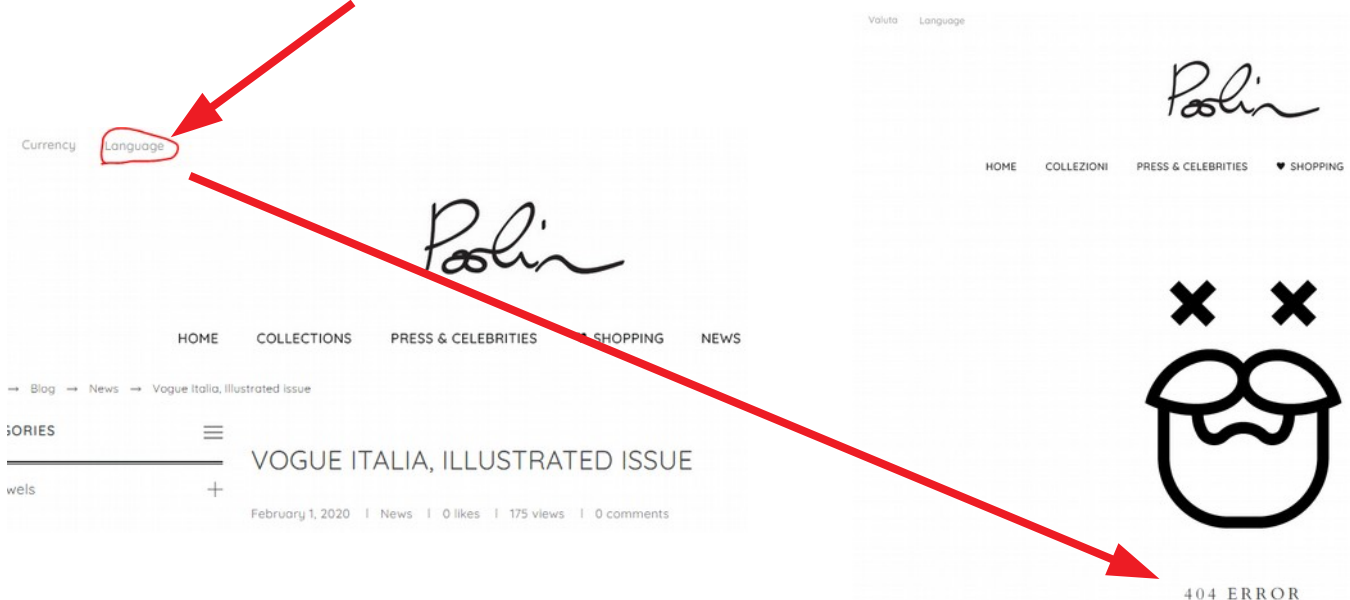 Currency Language
Poolin
HOME COLLECTIONS PRESS & CELEBRITIES SHOPPING NEWS
→ Blog → News → Vogue Italia, Illustrated issue
GORIES
wels +
VOGUE ITALIA, ILLUSTRATED ISSUE
February 1, 2020 | News | 0 likes | 175 views | 0 comments
Valuta Language
Poolin
HOME COLLEZIONI PRESS & CELEBRITIES ♥ SHOPPING
404 ERROR